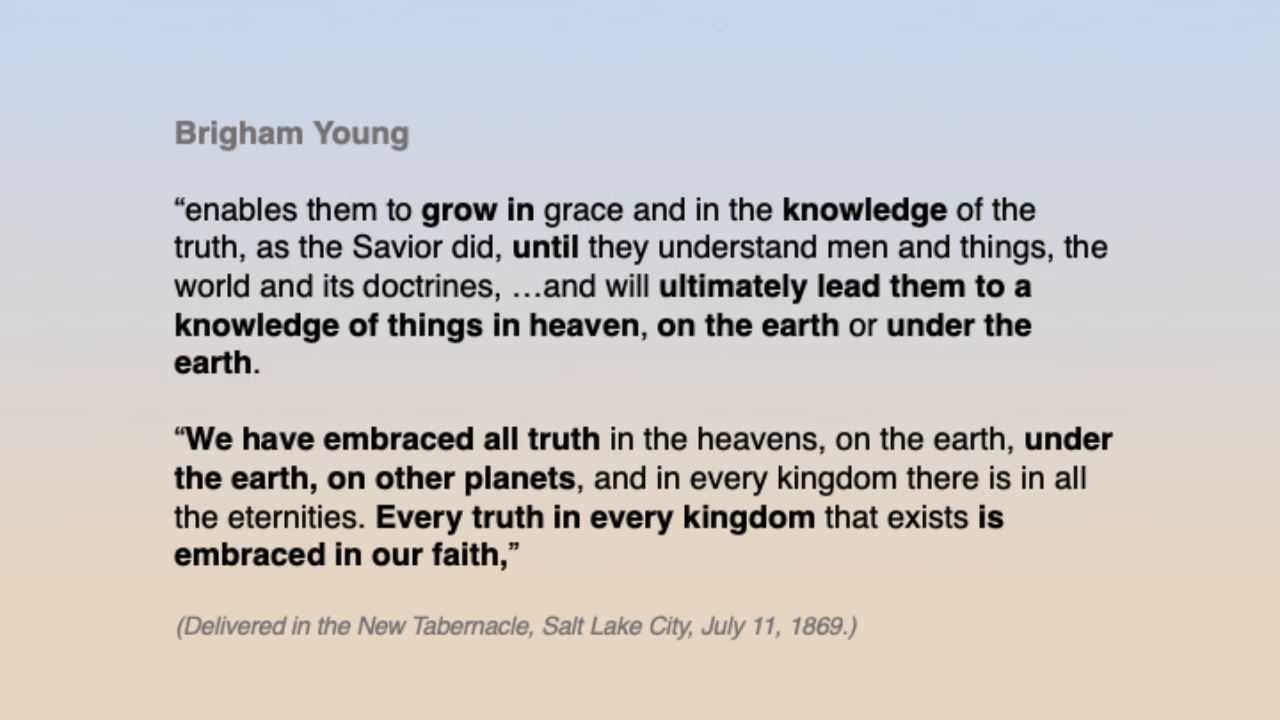 Brigham Young
“enables them to grow in grace and in the knowledge of the
truth, as the Savior did, until they understand men and things, the
world and its doctrines, …and will ultimately lead them to a
knowledge of things in heaven, on the earth or under the
earth.
“We have embraced all truth in the heavens, on the earth, under
the earth, on other planets, and in every kingdom there is in all
the eternities. Every truth in every kingdom that exists is
embraced in our faith,”
(Delivered in the New Tabernacle, Salt Lake City, July 11, 1869.)